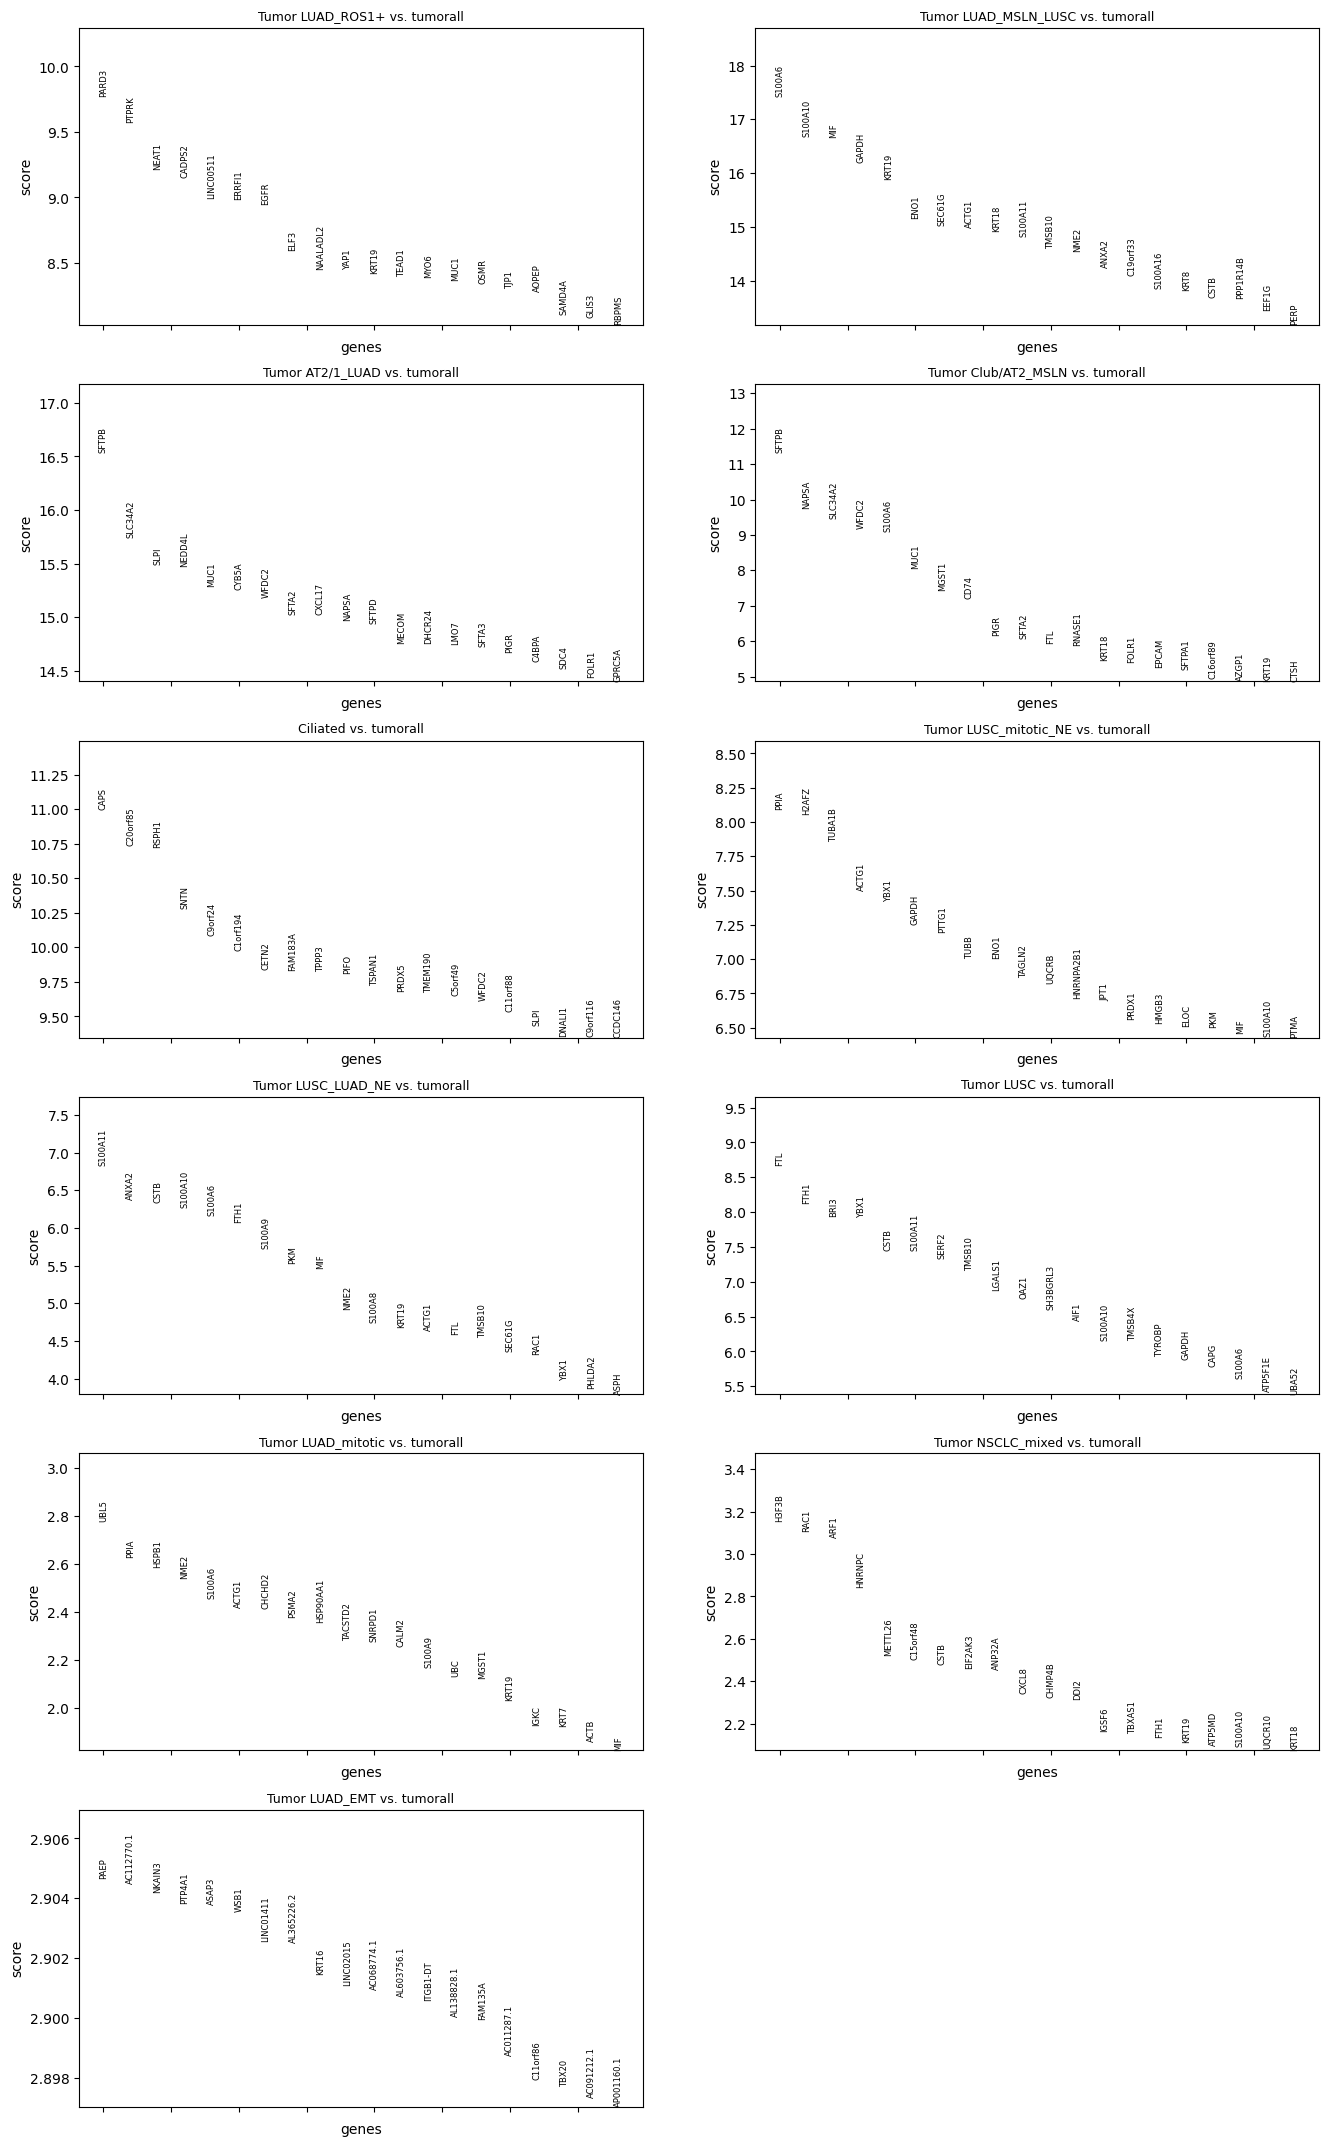 Tumor LUAD_ROS1+ vs. tumorall
score
10.0
9.5
9.0
8.5
PARD3
PTPRK
NEAT1
CADPS2
LINC00511
ERRFI1
EGFR
ELF3
NAALADL2
YAP1
KRT19
TEAD1
MYO6
MUC1
OSMR
TJP1
AOPEP
SAMD4A
GLIS3
RBPMS
genes
Tumor LUAD_MSLN_LUSC vs. tumorall
score
18
17
16
15
14
S100A6
S100A10
MIF
GAPDH
KRT19
ENO1
SEC61G
ACTG1
KRT18
S100A11
TMSB10
NME2
ANXA2
C19orf33
S100A16
KRT8
CSTB
PPP1R14B
EEF1G
PERP
genes
Tumor AT2/1_LUAD vs. tumorall
score
17.0
16.5
16.0
15.5
15.0
14.5
SFTPB
SLC34A2
SLPI
NEDD4L
MUC1
CYB5A
WFDC2
SFTA2
CXCL17
NAPSA
SFTPD
MECOM
DHCR24
LMO7
SFTA3
PIGR
C4BPA
SDC4
FOLR1
GPRC5A
genes
Tumor Club/AT2_MSLN vs. tumorall
score
13
12
11
10
9
8
7
6
5
SFTPB
NAPSA
SLC34A2
WFDC2
S100A6
MUC1
MGST1
CD74
PIGR
SFTA2
FTL
RNASE1
KRT18
FOLR1
EPCAM
SFTPA1
C16orf89
AZGP1
KRT19
CTSH
genes
Ciliated vs. tumorall
score
11.25
11.00
10.75
10.50
10.25
10.00
9.75
9.50
CAPS
C20orf85
RSPH1
SNTN
C9orf24
C1orf194
CETN2
FAM183A
TPPP3
PIFO
TSPAN1
PRDX5
TMEM190
C5orf49
WFDC2
C11orf88
SLPI
DNALI1
C9orf116
CCDC146
genes
Tumor LUSC_mitotic_NE vs. tumorall
score
8.50
8.25
8.00
7.75
7.50
7.25
7.00
6.75
6.50
PPIA
H2AFZ
TUBA1B
ACTG1
YBX1
GAPDH
PTTG1
TUBB
ENO1
TAGLN2
UQCRB
HNRNPA2B1
JPT1
PRDX1
HMGB3
ELOC
PKM
MIF
S100A10
PTMA
genes
Tumor LUSC_LUAD_NE vs. tumorall
score
7.5
7.0
6.5
6.0
5.5
5.0
4.5
4.0
S100A11
ANXA2
CSTB
S100A10
S100A6
FTH1
S100A9
PKM
MIF
NME2
S100A8
KRT19
ACTG1
FTL
TMSB10
SEC61G
RAC1
YBX1
PHLDA2
ASPH
genes
Tumor LUSC vs. tumorall
score
9.5
9.0
8.5
8.0
7.5
7.0
6.5
6.0
5.5
FTL
FTH1
BRI3
YBX1
CSTB
S100A11
SERF2
TMSB10
LGALS1
OAZ1
SH3BGRL3
AIF1
S100A10
TMSB4X
TYROBP
GAPDH
CAPG
S100A6
ATP5F1E
UBA52
genes
Tumor LUAD_mitotic vs. tumorall
score
3.0
2.8
2.6
2.4
2.2
2.0
UBL5
PPIA
HSPB1
NME2
S100A6
ACTG1
CHCHD2
PSMA2
HSP90AA1
TACSTD2
SNRPD1
CALM2
S100A9
UBC
MGST1
KRT19
IGKC
KRT7
ACTB
MIF
genes
Tumor NSCLC_mixed vs. tumorall
score
3.4
3.2
3.0
2.8
2.6
2.4
2.2
H3F3B
RAC1
ARF1
HNRNPC
METTL26
C15orf48
CSTB
EIF2AK3
ANP32A
CXCL8
CHMP4B
DDI2
IGSF6
TBXAS1
FTH1
KRT19
ATP5MD
S100A10
UQCR10
KRT18
genes
Tumor LUAD_EMT vs. tumorall
score
2.906
2.904
2.902
2.900
2.898
PAEP
AC112770.1
NKAIN3
PTP4A1
ASAP3
WSB1
LINC01411
AL365226.2
KRT16
LINC02015
AC068774.1
AL603756.1
ITGB1-DT
AL138828.1
FAM135A
AC011287.1
C11orf86
TBX20
AC091212.1
AP001160.1
genes